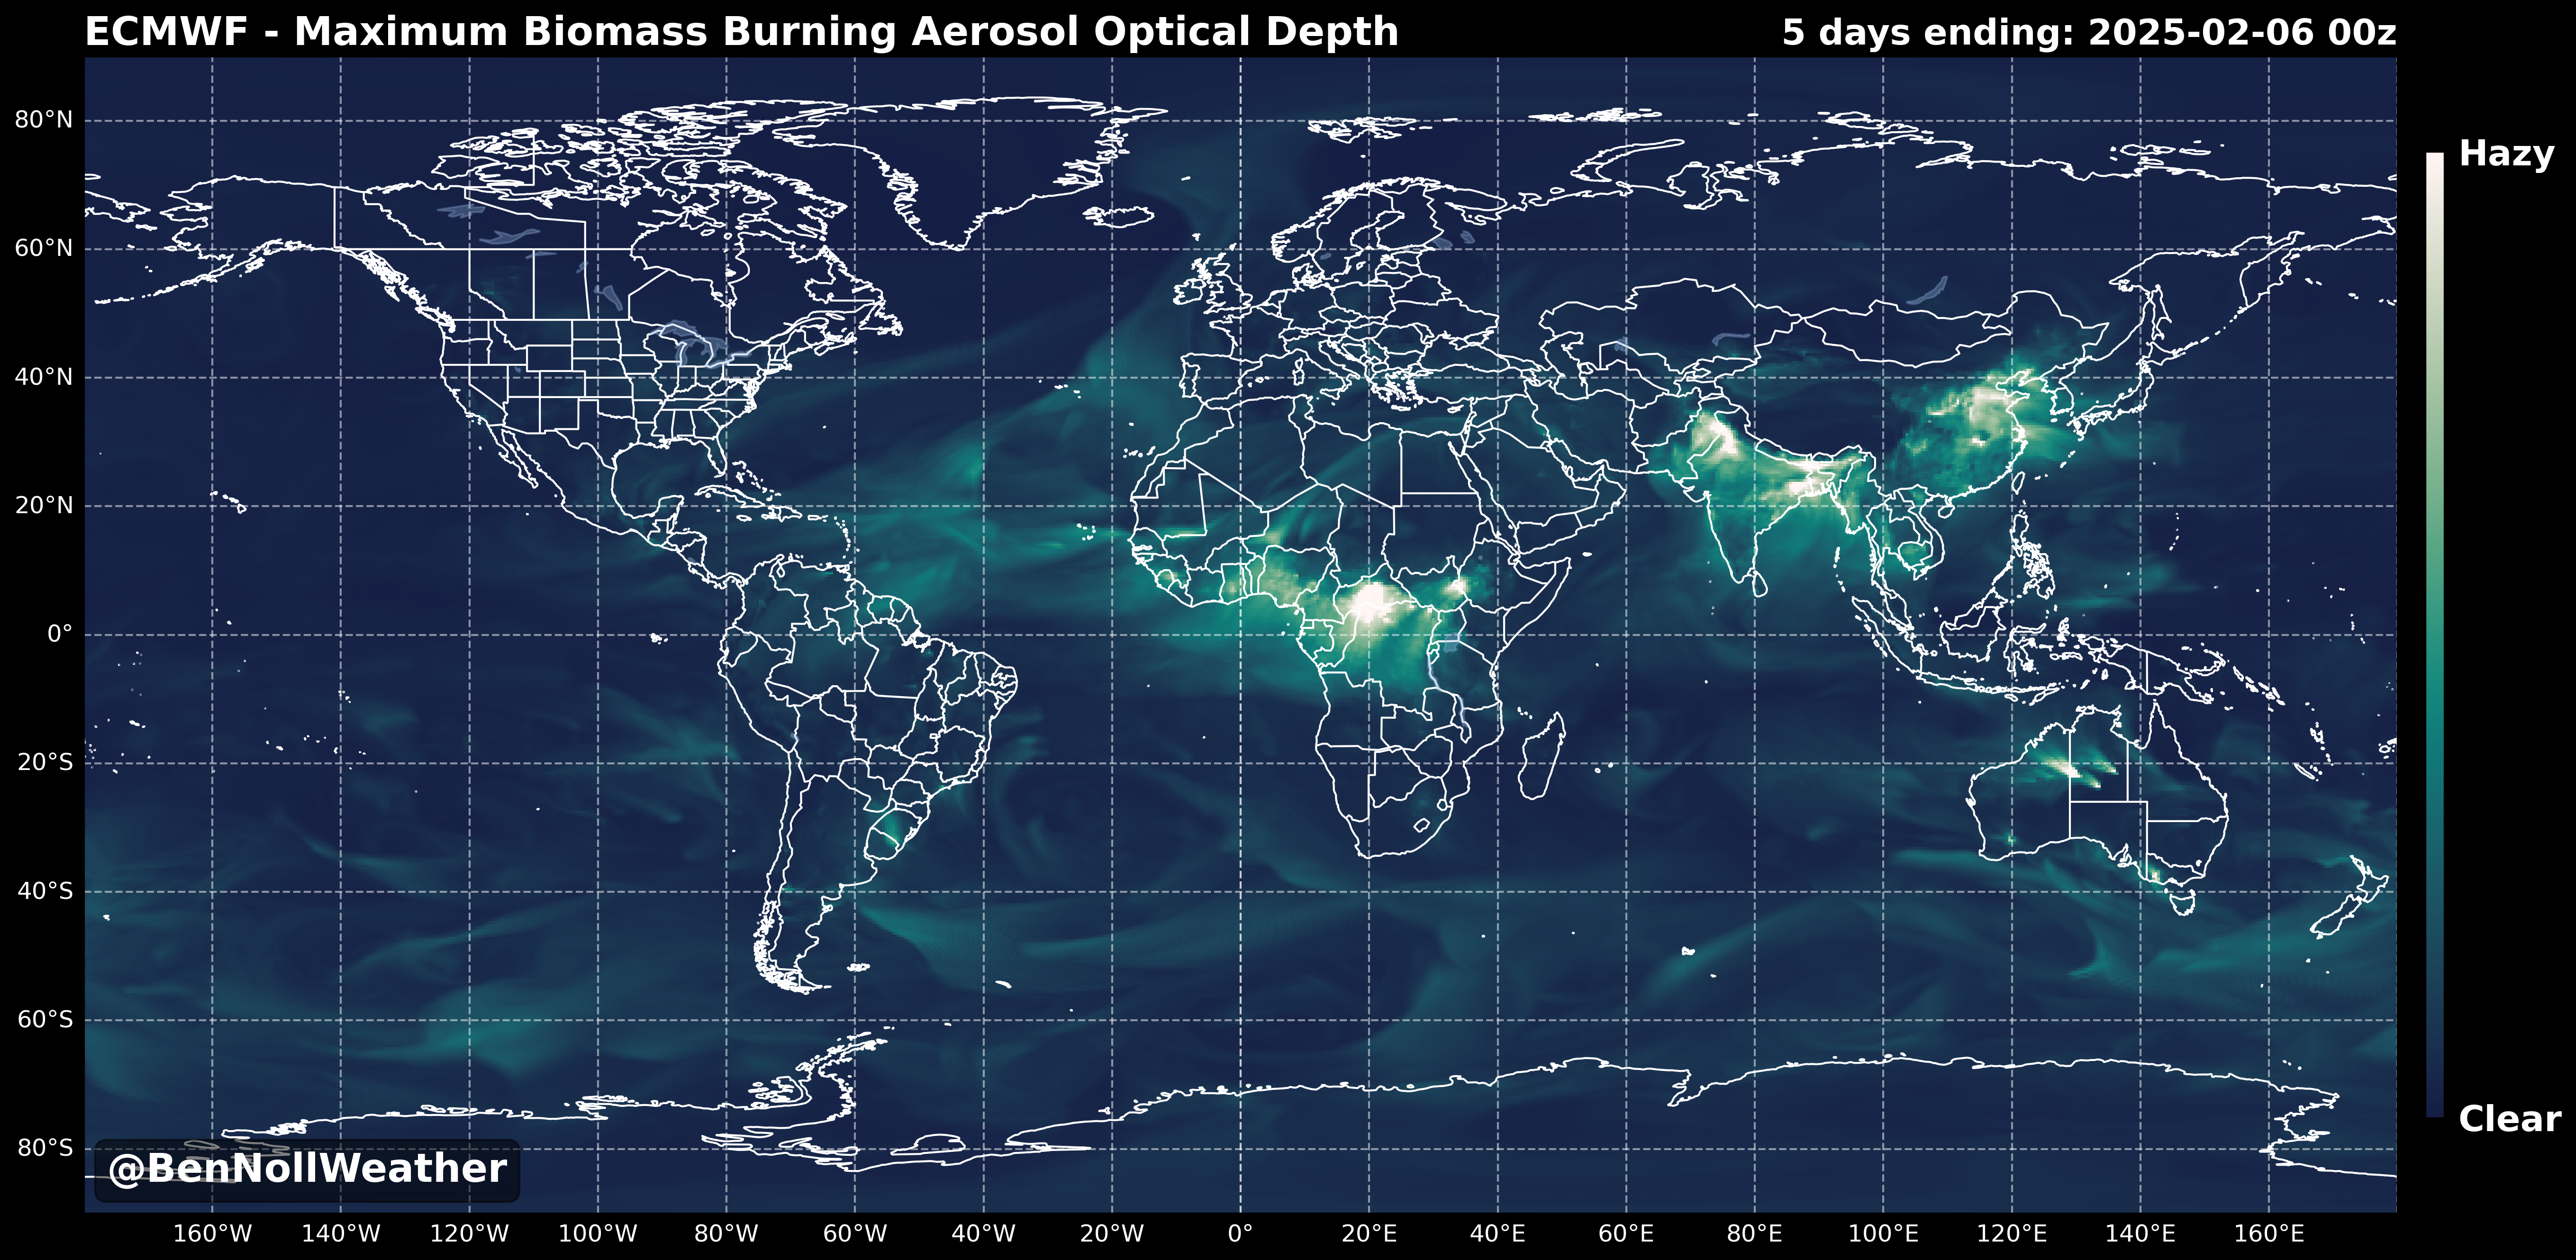 ECMWF - Maximum Biomass Burning Aerosol Optical Depth
5 days ending: 2025-02-06 00z
80°N
60°N
40°N
20°N
0°
20°S
40°S
60°S
80°S
Hazy
Clear
@BenNollWeather
160°W 140°W 120°W 100°W 80°W 60°W 40°W 20°W 0° 20°E 40°E 60°E 80°E 100°E 120°E 140°E 160°E